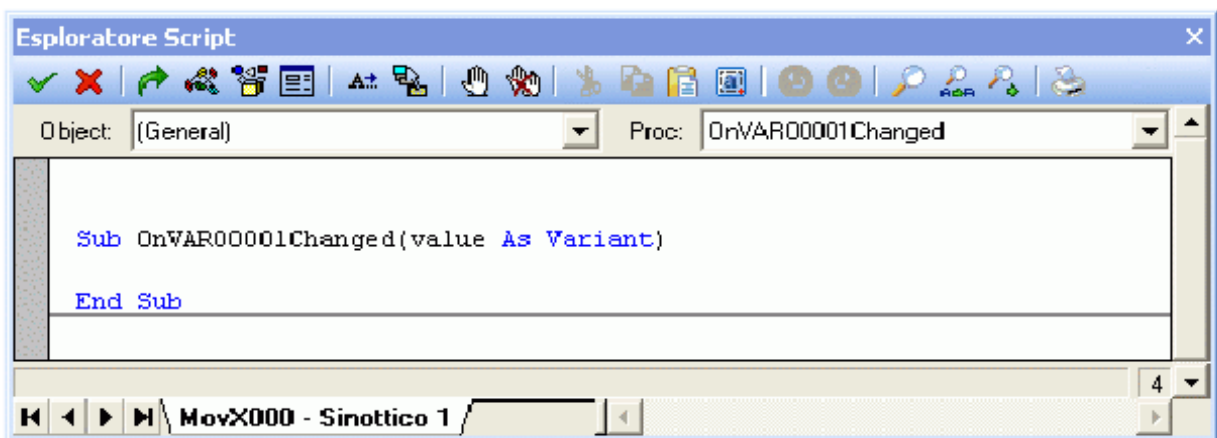 Esploratore Script
Object: (General) Proc: OnVAR00001Changed
Sub OnVAR00001Changed(value As Variant)
End Sub
4
MovX000 - Sinottico 1